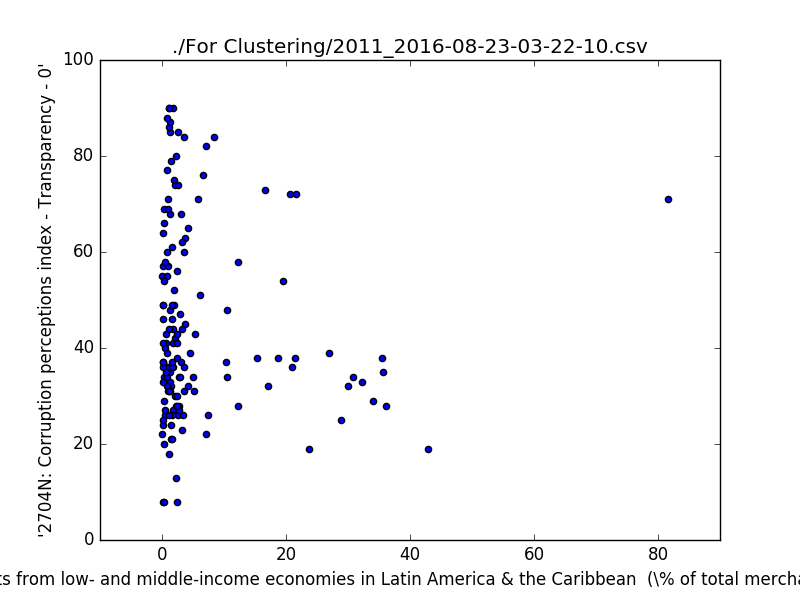 ./For Clustering/2011_2016-08-23-03-22-10.csv
100
80
60
40
20
0
'2704N: Corruption perceptions index - Transparency - 0'
0 20 40 60 80
from low- and middle-income economies in Latin America & the Caribbean (\% of total